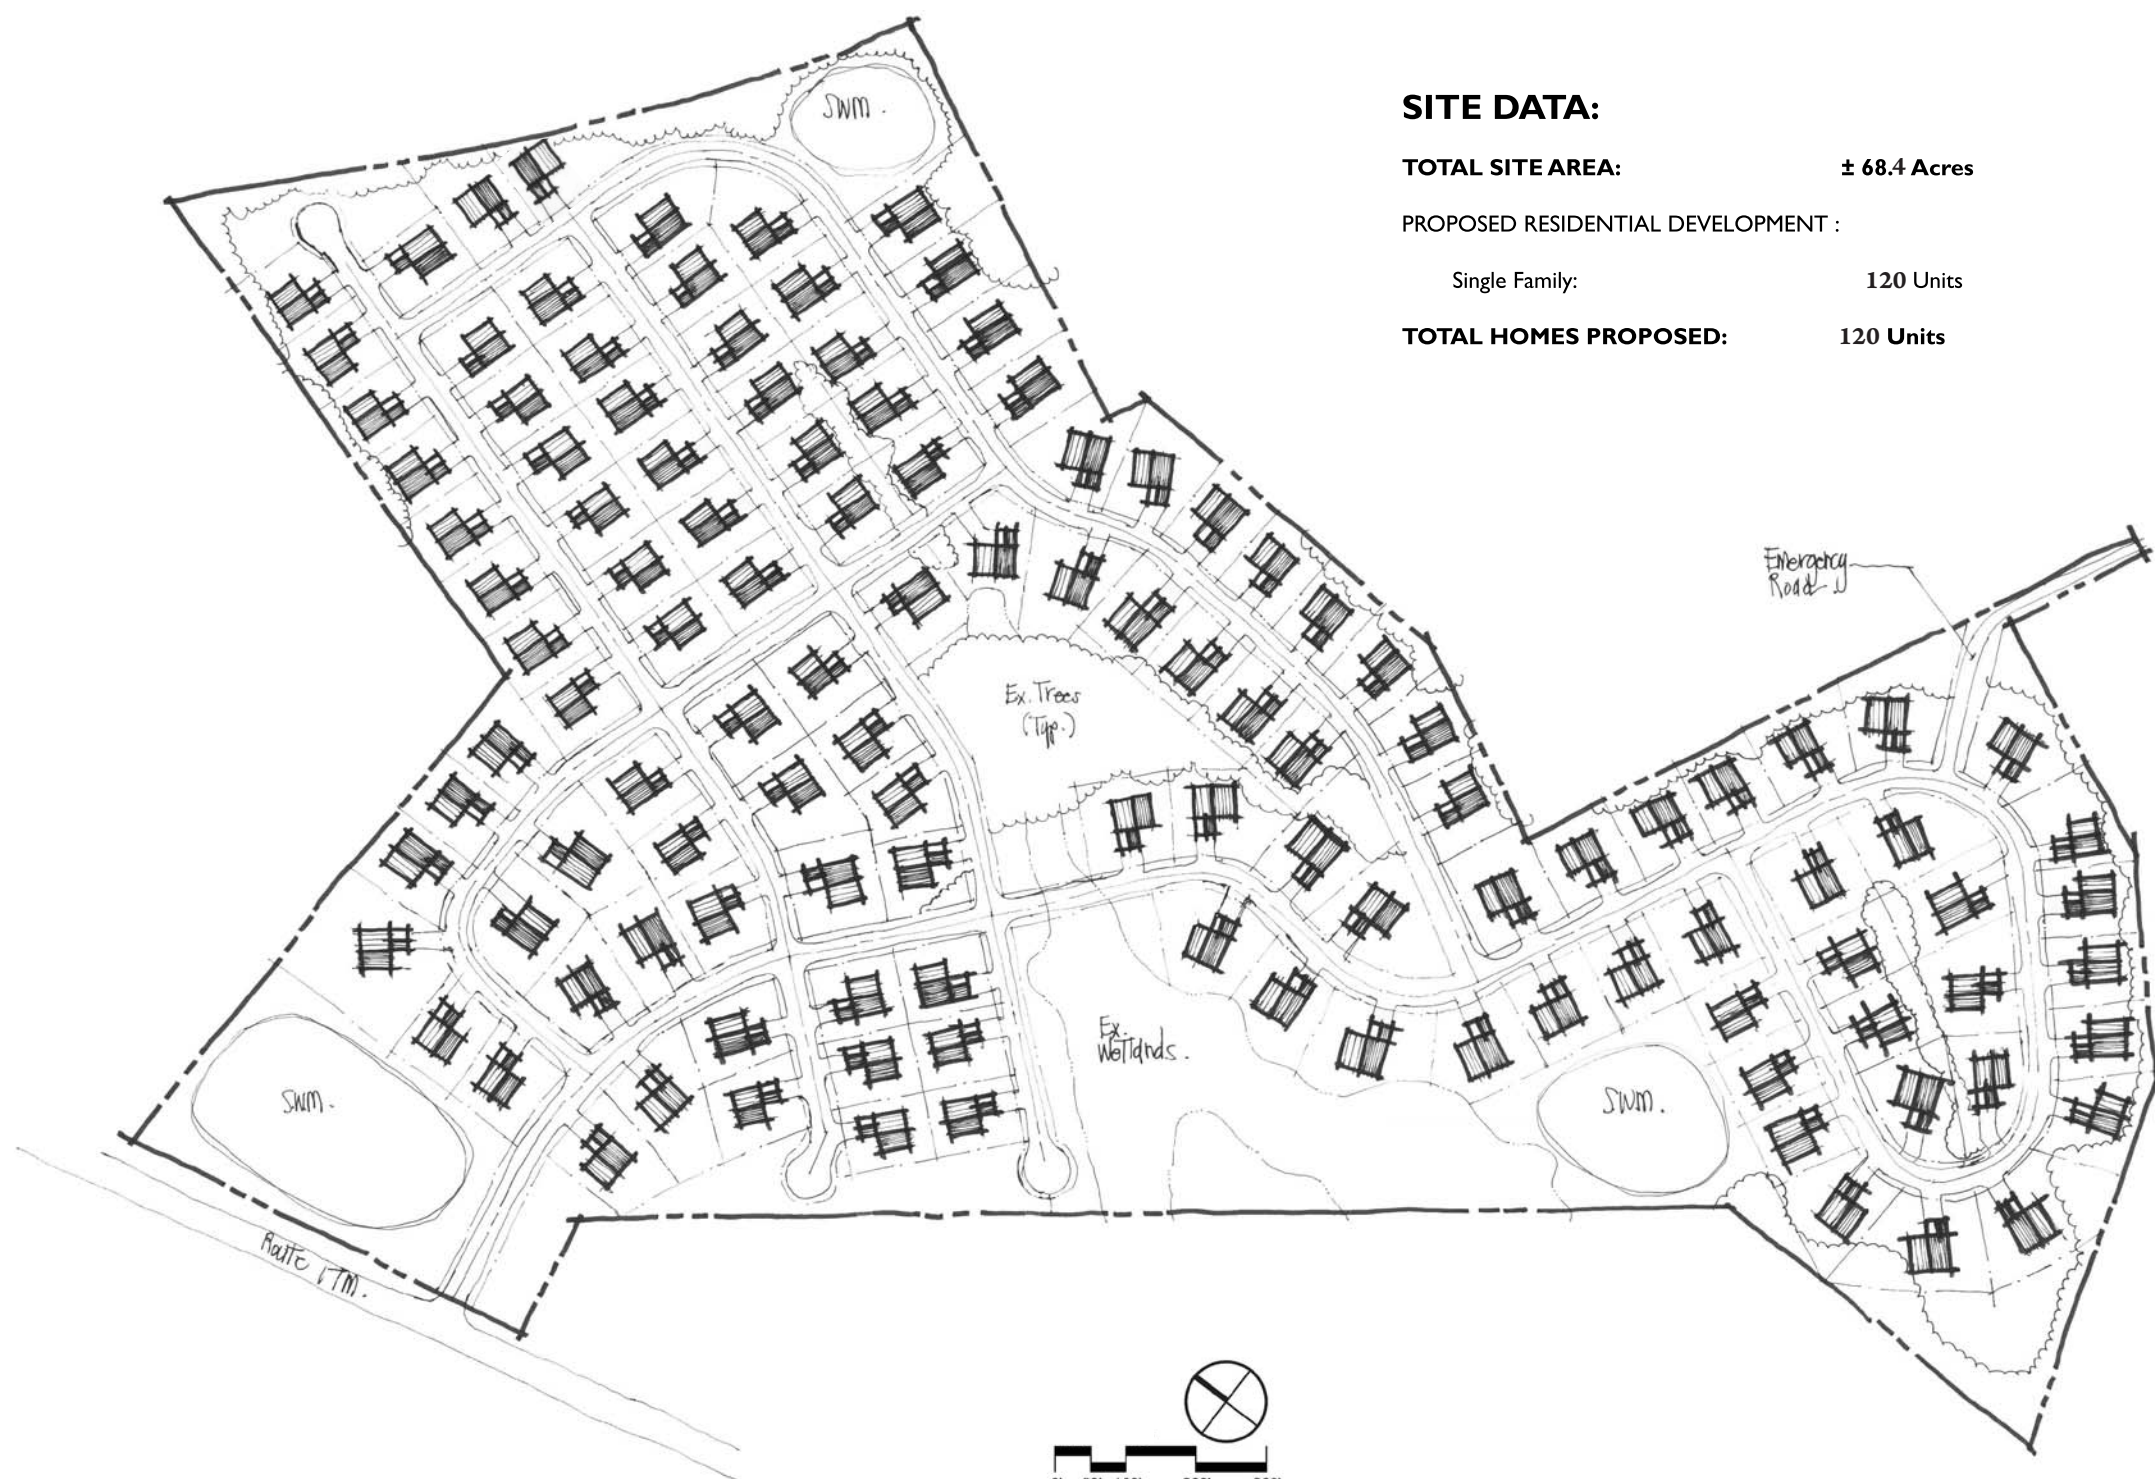 SWM.
SITE DATA:
TOTAL SITE AREA: ± 68.4 Acres
PROPOSED RESIDENTIAL DEVELOPMENT :
Single Family: 120 Units
TOTAL HOMES PROPOSED: 120 Units
Emergency
Road
Ex. Trees
(Typ.)
Ex.
Wetlands.
SWM.
SWM.
Route